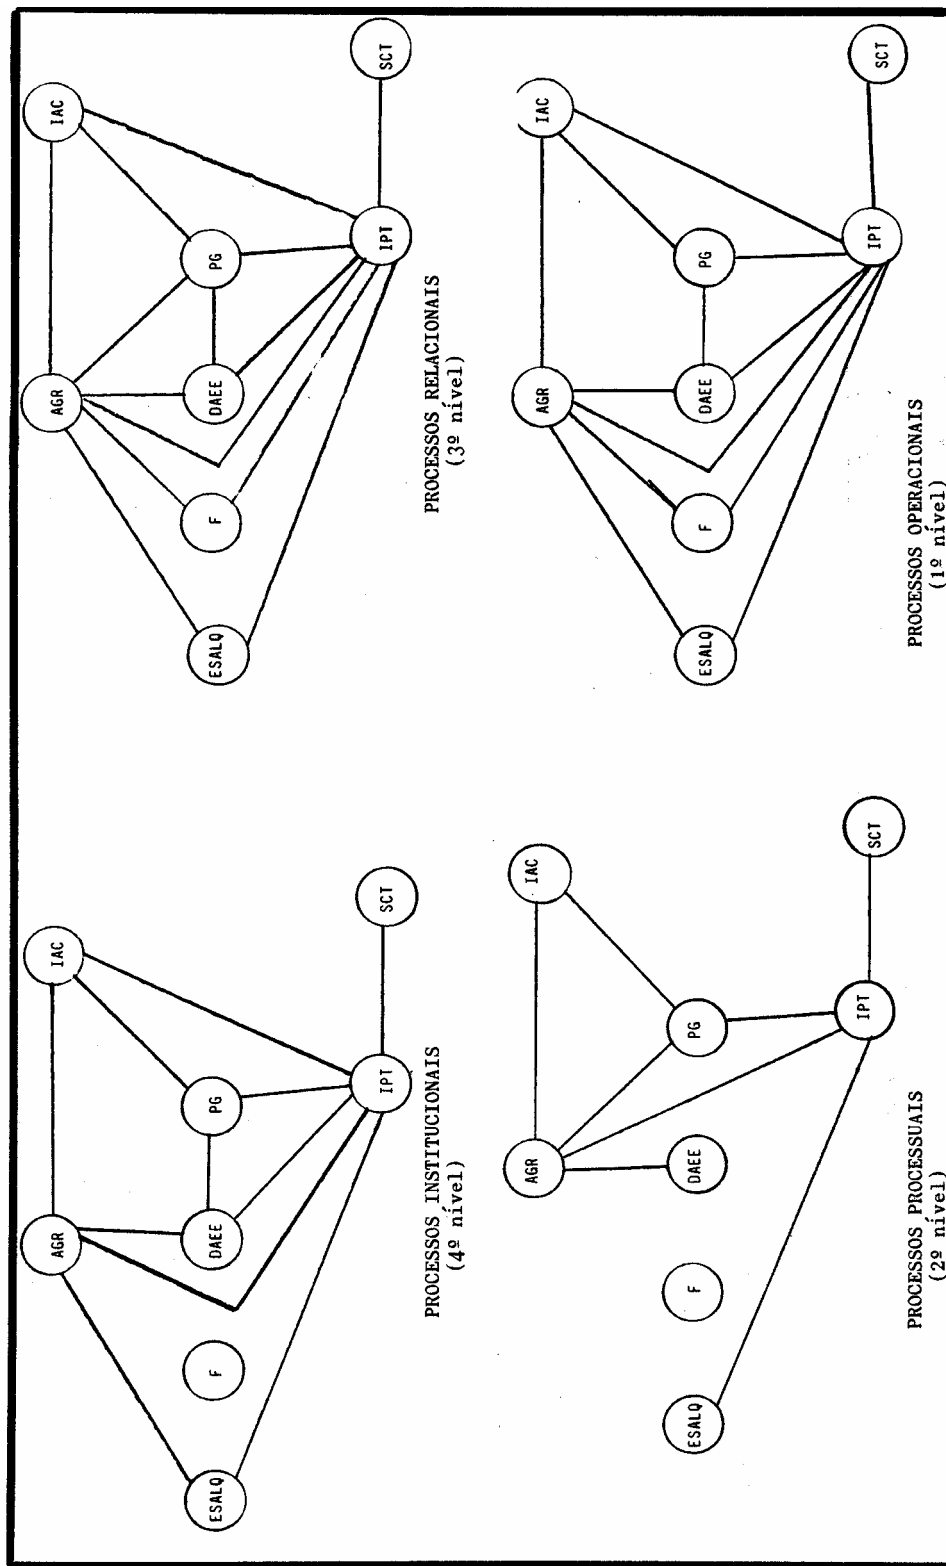 AGR
IAC
ESALQ
F
DAEE
PG
IPT
SCT
PROCESSOS INSTITUCIONAIS
(4º nível)
AGR
IAC
ESALQ
F
DAEE
PG
IPT
SCT
PROCESSOS RELACIONAIS
(3º nível)
AGR
IAC
ESALQ
F
DAEE
PG
IPT
SCT
PROCESSOS PROCESSUAIS
(2º nível)
AGR
IAC
ESALQ
F
DAEE
PG
IPT
SCT
PROCESSOS OPERACIONAIS
(1º nível)